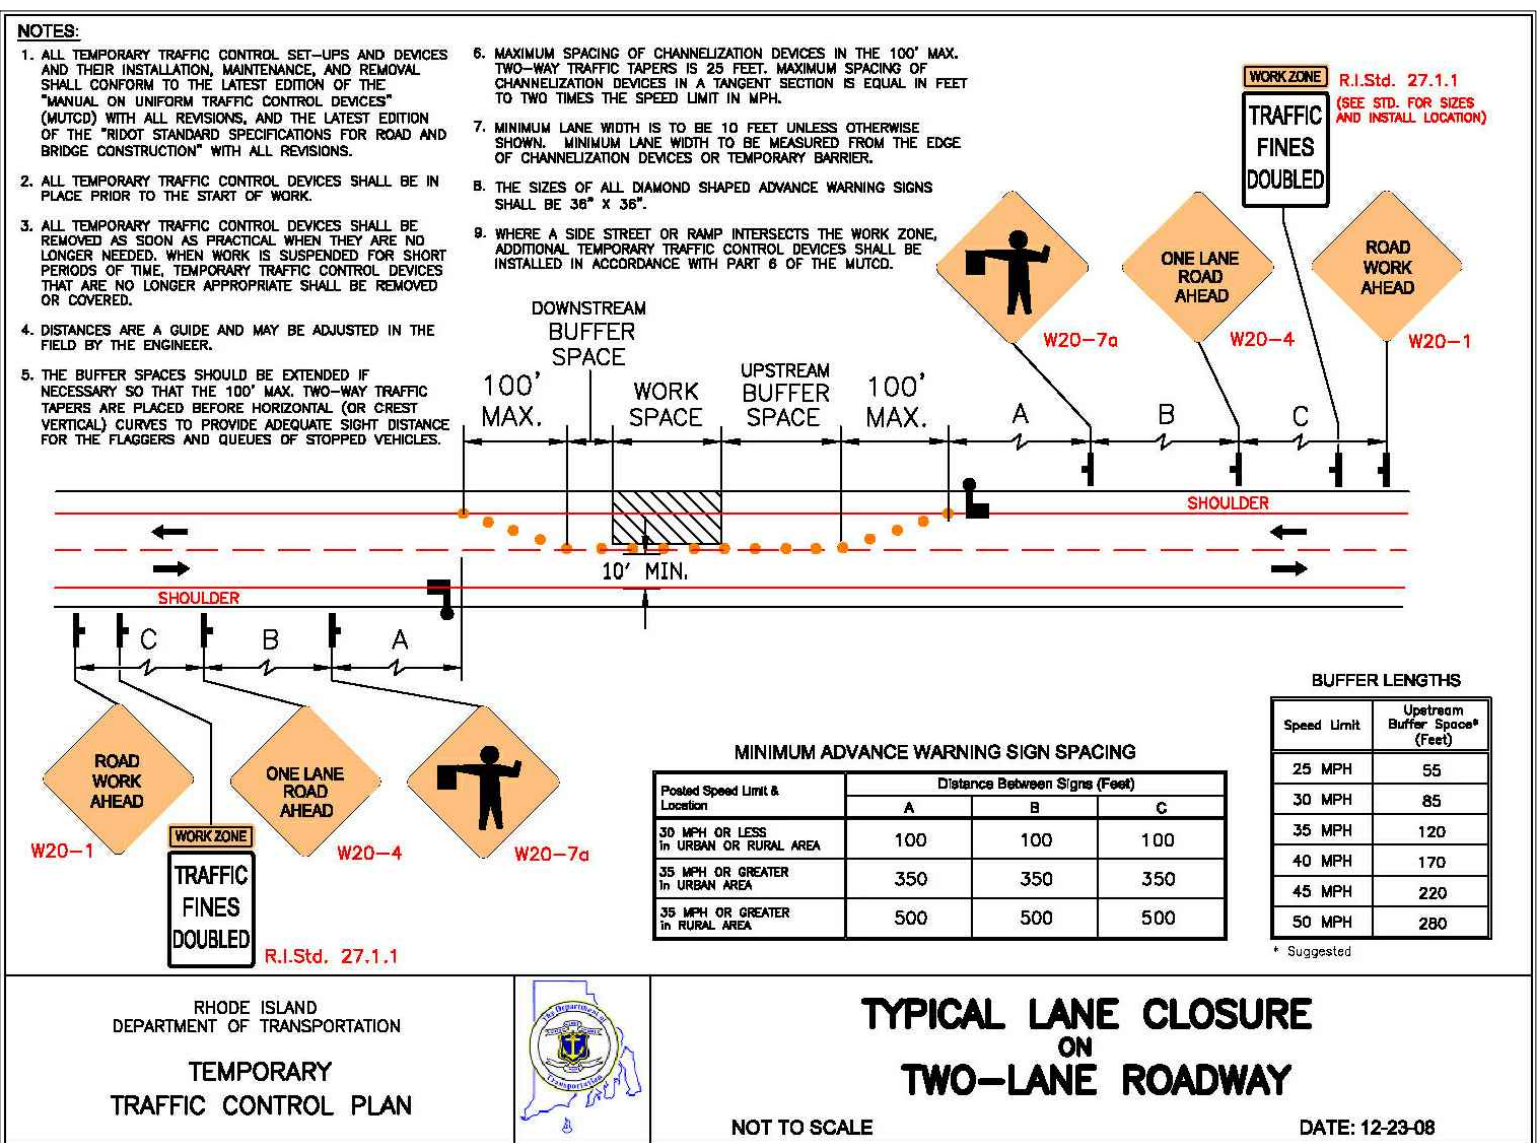 NOTES:
1. ALL TEMPORARY TRAFFIC CONTROL SET-UPS AND DEVICES
AND THEIR INSTALLATION, MAINTENANCE, AND REMOVAL
SHALL CONFORM TO THE LATEST EDITION OF THE
"MANUAL ON UNIFORM TRAFFIC CONTROL DEVICES"
(MUTCD) WITH ALL REVISIONS, AND THE LATEST EDITION
OF THE "RIDOT STANDARD SPECIFICATIONS FOR ROAD AND
BRIDGE CONSTRUCTION" WITH ALL REVISIONS.
2. ALL TEMPORARY TRAFFIC CONTROL DEVICES SHALL BE IN
PLACE PRIOR TO THE START OF WORK.
3. ALL TEMPORARY TRAFFIC CONTROL DEVICES SHALL BE
REMOVED AS SOON AS PRACTICAL WHEN THEY ARE NO
LONGER NEEDED. WHEN WORK IS SUSPENDED FOR SHORT
PERIODS OF TIME, TEMPORARY TRAFFIC CONTROL DEVICES
THAT ARE NO LONGER APPROPRIATE SHALL BE REMOVED
OR COVERED.
4. DISTANCES ARE A GUIDE AND MAY BE ADJUSTED IN THE
FIELD BY THE ENGINEER.
5. THE BUFFER SPACES SHOULD BE EXTENDED IF
NECESSARY SO THAT THE 100' MAX. TWO-WAY TRAFFIC
TAPERS ARE PLACED BEFORE HORIZONTAL (OR CREST
VERTICAL) CURVES TO PROVIDE ADEQUATE SIGHT DISTANCE
FOR THE FLAGGERS AND QUEUES OF STOPPED VEHICLES.
6. MAXIMUM SPACING OF CHANNELIZATION DEVICES IN THE 100' MAX.
TWO-WAY TRAFFIC TAPERS IS 25 FEET. MAXIMUM SPACING OF
CHANNELIZATION DEVICES IN A TANGENT SECTION IS EQUAL IN FEET
TO TWO TIMES THE SPEED LIMIT IN MPH.
7. MINIMUM LANE WIDTH IS TO BE 10 FEET UNLESS OTHERWISE
SHOWN. MINIMUM LANE WIDTH TO BE MEASURED FROM THE EDGE
OF CHANNELIZATION DEVICES OR TEMPORARY BARRIER.
8. THE SIZES OF ALL DIAMOND SHAPED ADVANCE WARNING SIGNS
SHALL BE 36" X 36".
9. WHERE A SIDE STREET OR RAMP INTERSECTS THE WORK ZONE,
ADDITIONAL TEMPORARY TRAFFIC CONTROL DEVICES SHALL BE
INSTALLED IN ACCORDANCE WITH PART 6 OF THE MUTCD.
WORK ZONE
TRAFFIC
FINES
DOUBLED
R.I.Std. 27.1.1
(SEE STD. FOR SIZES
AND INSTALL LOCATION)
W20-7a
ONE LANE
ROAD
AHEAD
W20-4
ROAD
WORK
AHEAD
W20-1
100'
MAX.
DOWNSTREAM
BUFFER
SPACE
WORK
SPACE
UPSTREAM
BUFFER
SPACE
100'
MAX.
A
B
C
SHOULDER
10' MIN.
SHOULDER
C
B
A
ROAD
WORK
AHEAD
W20-1
WORK ZONE
TRAFFIC
FINES
DOUBLED
R.I.Std. 27.1.1
ONE LANE
ROAD
AHEAD
W20-4
W20-7a
MINIMUM ADVANCE WARNING SIGN SPACING
Posted Speed Limit &
Location
Distance Between Signs (Feet)
A B C
30 MPH OR LESS
in URBAN OR RURAL AREA
100 100 100
35 MPH OR GREATER
in URBAN AREA
350 350 350
35 MPH OR GREATER
in RURAL AREA
500 500 500
BUFFER LENGTHS
Speed Limit
Upstream
Buffer Space*
(Feet)
25 MPH 55
30 MPH 85
35 MPH 120
40 MPH 170
45 MPH 220
50 MPH 280
* Suggested
RHODE ISLAND
DEPARTMENT OF TRANSPORTATION
TEMPORARY
TRAFFIC CONTROL PLAN
The Department of
Transportation
TYPICAL LANE CLOSURE
ON
TWO-LANE ROADWAY
NOT TO SCALE
DATE: 12-23-08